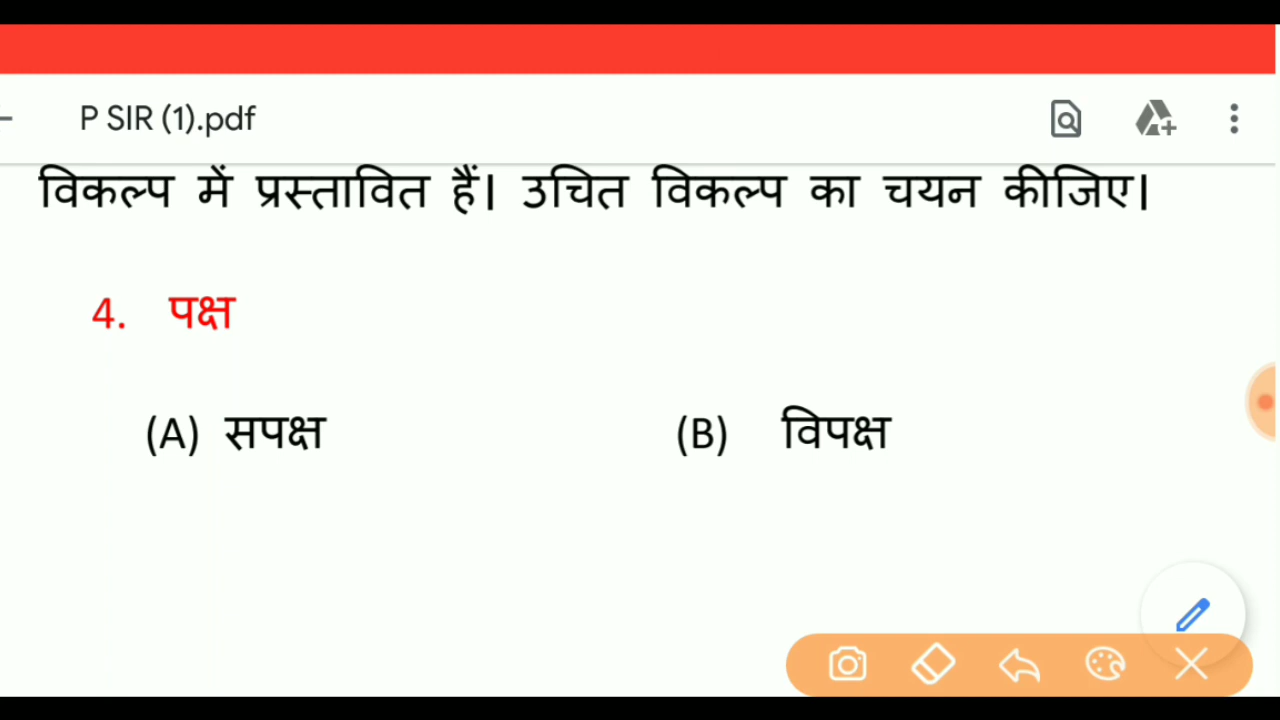 P SIR (1).pdf
विकल्प में प्रस्तावित हैं। उचित विकल्प का चयन कीजिए।
4. पक्ष
(A) सपक्ष (B) विपक्ष